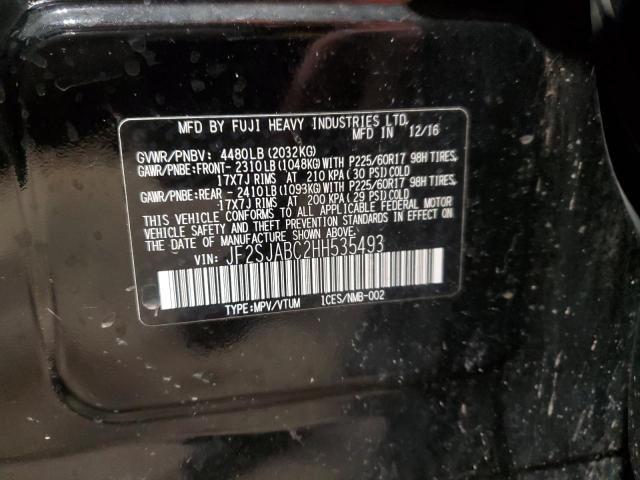 MFD BY FUJI HEAVY INDUSTRIES LTD.
MFD IN 12/16
GVWR/PNBV: 4480LB (2032KG)
GAWR/PNBE:FRONT- 2310LB (1048KG) WITH P225/60R17 98H TIRES.
17X7J RIMS AT 210 KPA (30 PSI) COLD
GAWR/PNBE:REAR - 2410LB (1093KG) WITH P225/60R17 98H TIRES.
17X7J RIMS AT 200 KPA (29 PSI) COLD
THIS VEHICLE CONFORMS TO ALL APPLICABLE FEDERAL MOTOR
VEHICLE SAFETY AND THEFT PREVENTION STANDARDS IN EFFECT
ON THE DATE OF MANUFACTURE SHOWN ABOVE.
VIN: JF2SJABC2HH535493
TYPE:MPV/VTUM ICES/NMB-002